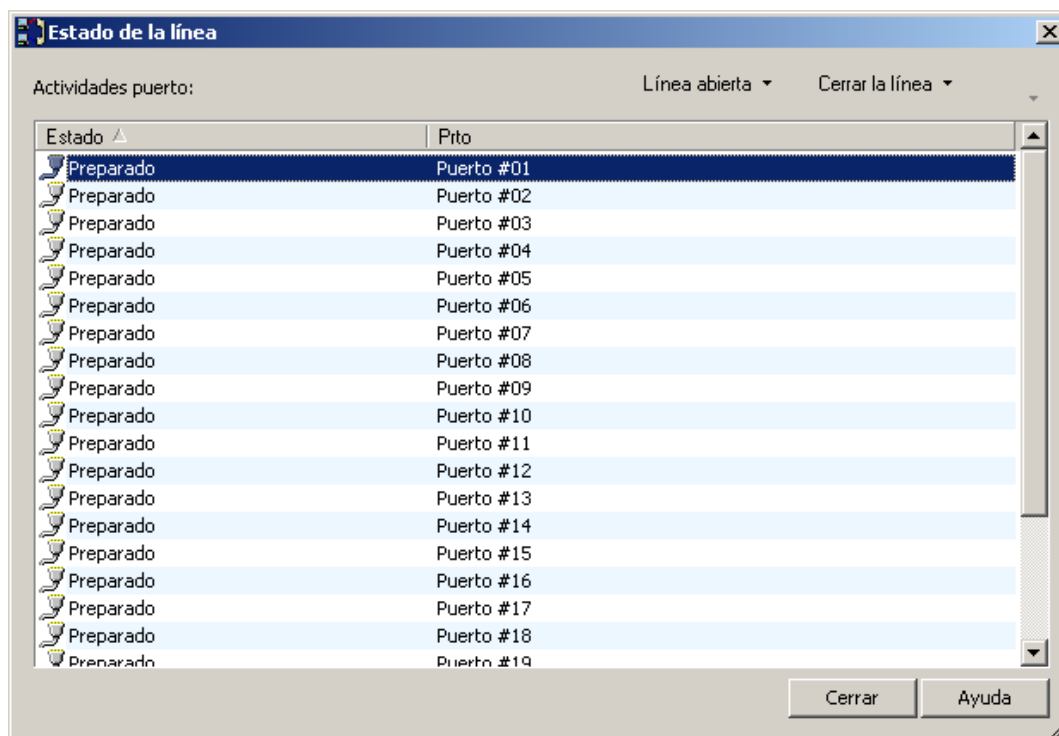 Estado de la línea
Actividades puerto: Línea abierta Cerrar la línea
Estado Prto
Preparado Puerto #01
Preparado Puerto #02
Preparado Puerto #03
Preparado Puerto #04
Preparado Puerto #05
Preparado Puerto #06
Preparado Puerto #07
Preparado Puerto #08
Preparado Puerto #09
Preparado Puerto #10
Preparado Puerto #11
Preparado Puerto #12
Preparado Puerto #13
Preparado Puerto #14
Preparado Puerto #15
Preparado Puerto #16
Preparado Puerto #17
Preparado Puerto #18
Preparado Puerto #19
Cerrar Ayuda